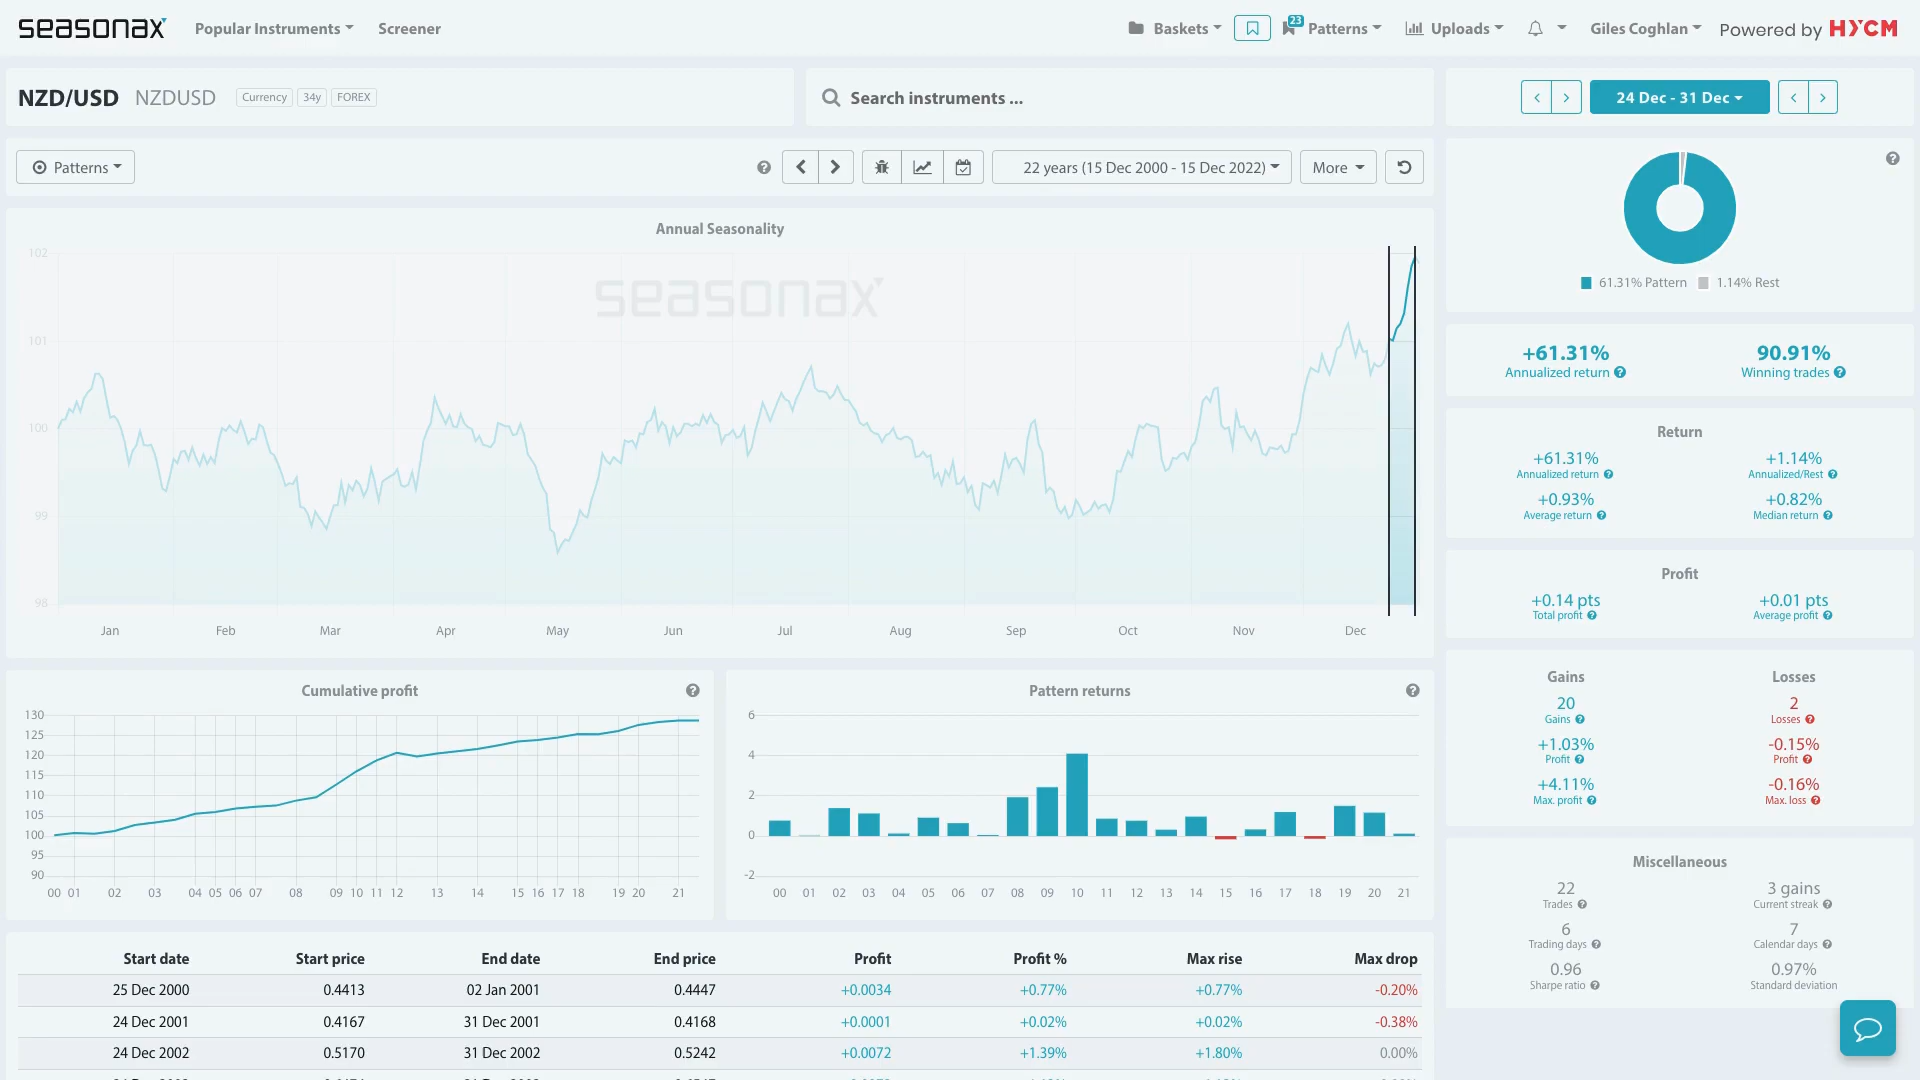 seasonax Popular Instruments Screener Baskets 23 Patterns Uploads Giles Coghlan Powered by HYCM
NZD/USD NZDUSD Currency 34y FOREX Search instruments ... 24 Dec - 31 Dec
Patterns 22 years (15 Dec 2000 - 15 Dec 2022) More
Annual Seasonality
seasonax
102
101
100
99
98
Jan Feb Mar Apr May Jun Jul Aug Sep Oct Nov Dec
61.31% Pattern 1.14% Rest
+61.31% 90.91%
Annualized return Winning trades
Return
+61.31% +1.14%
Annualized return Annualized/Rest
+0.93% +0.82%
Average return Median return
Profit
+0.14 pts +0.01 pts
Total profit Average profit
Gains Losses
20 2
Gains Losses
+1.03% -0.15%
Profit Profit
+4.11% -0.16%
Max. profit Max. loss
Miscellaneous
22 3 gains
Trades Current streak
6 7
Trading days Calendar days
0.96 0.97%
Sharpe ratio Standard deviation
Cumulative profit
130
125
120
115
110
105
100
95
90
00 01 02 03 04 05 06 07 08 09 10 11 12 13 14 15 16 17 18 19 20 21
Pattern returns
6
4
2
0
-2
00 01 02 03 04 05 06 07 08 09 10 11 12 13 14 15 16 17 18 19 20 21
Start date Start price End date End price Profit Profit % Max rise Max drop
25 Dec 2000 0.4413 02 Jan 2001 0.4447 +0.0034 +0.77% +0.77% -0.20%
24 Dec 2001 0.4167 31 Dec 2001 0.4168 +0.0001 +0.02% +0.02% -0.38%
24 Dec 2002 0.5170 31 Dec 2002 0.5242 +0.0072 +1.39% +1.80% 0.00%